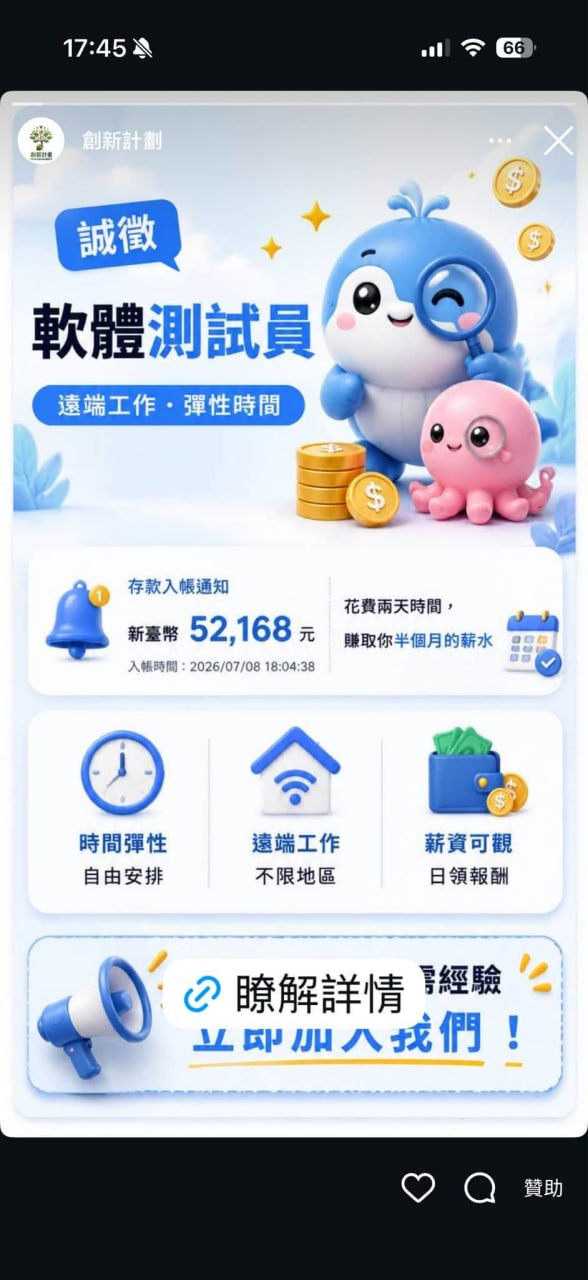 17:45
66
創新計劃
創新計劃
誠徵
軟體測試員
遠端工作・彈性時間
存款入帳通知
1
新臺幣 52,168 元
入帳時間：2026/07/08 18:04:38
花費兩天時間，
賺取你半個月的薪水
時間彈性
自由安排
遠端工作
不限地區
薪資可觀
日領報酬
需經驗
瞭解詳情
立即加入我們！
贊助